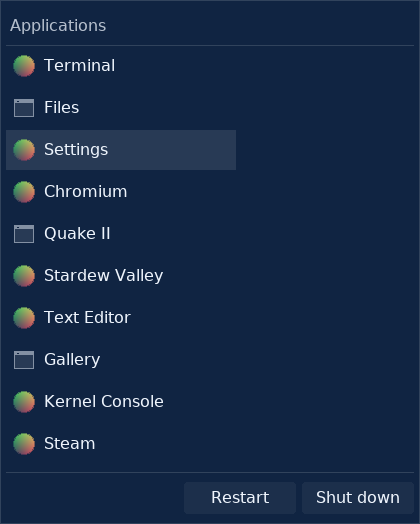 Applications
Terminal
Files
Settings
Chromium
Quake II
Stardew Valley
Text Editor
Gallery
Kernel Console
Steam
Restart Shut down